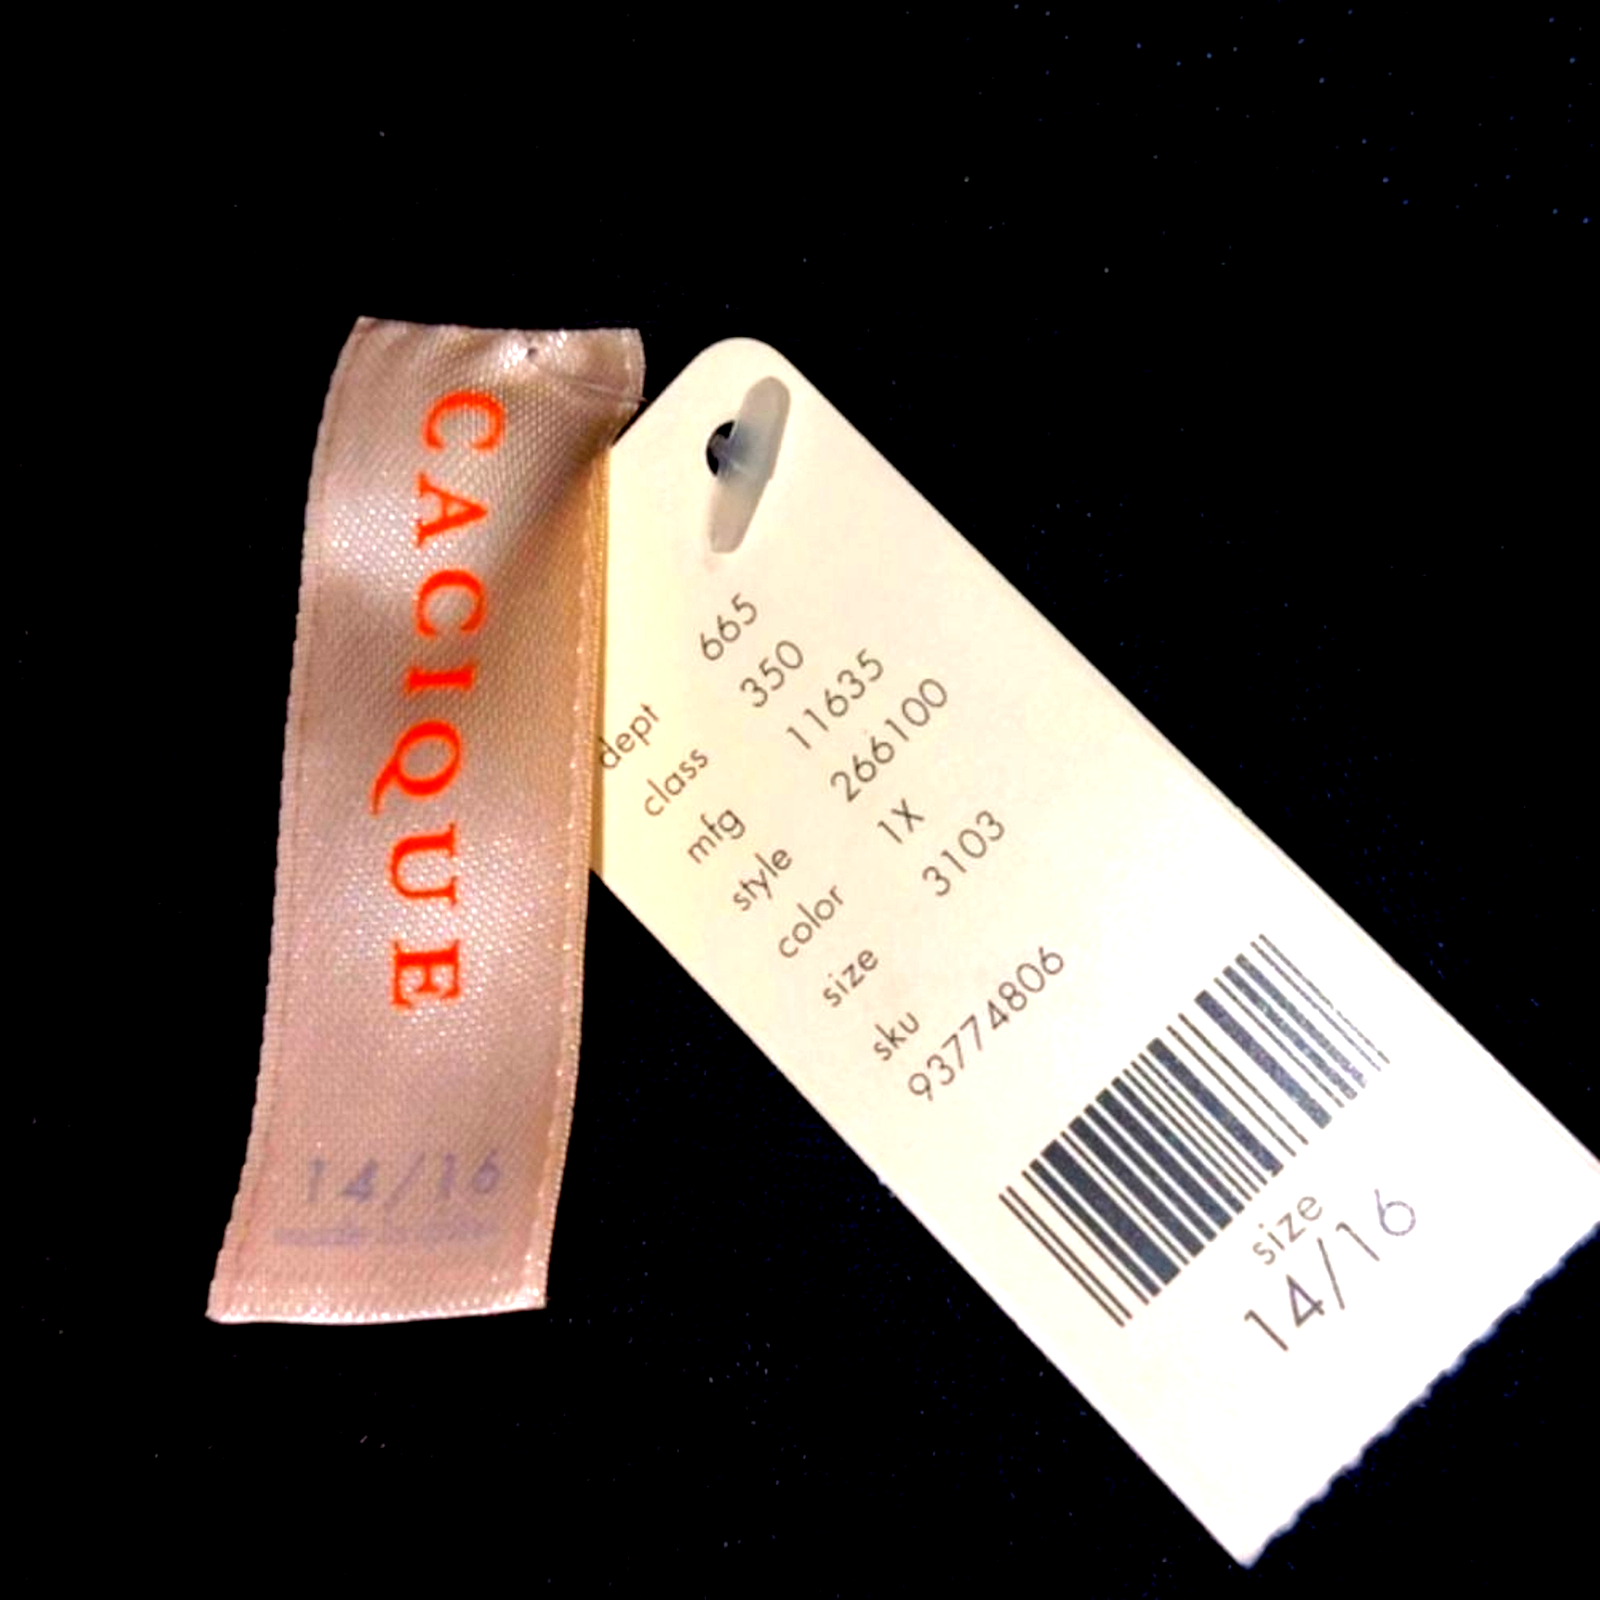 CACIQUE
14/16
dept 665
class 350
mfg 11635
style 266100
color 1X
size 3103
sku
93774806
size
14/16